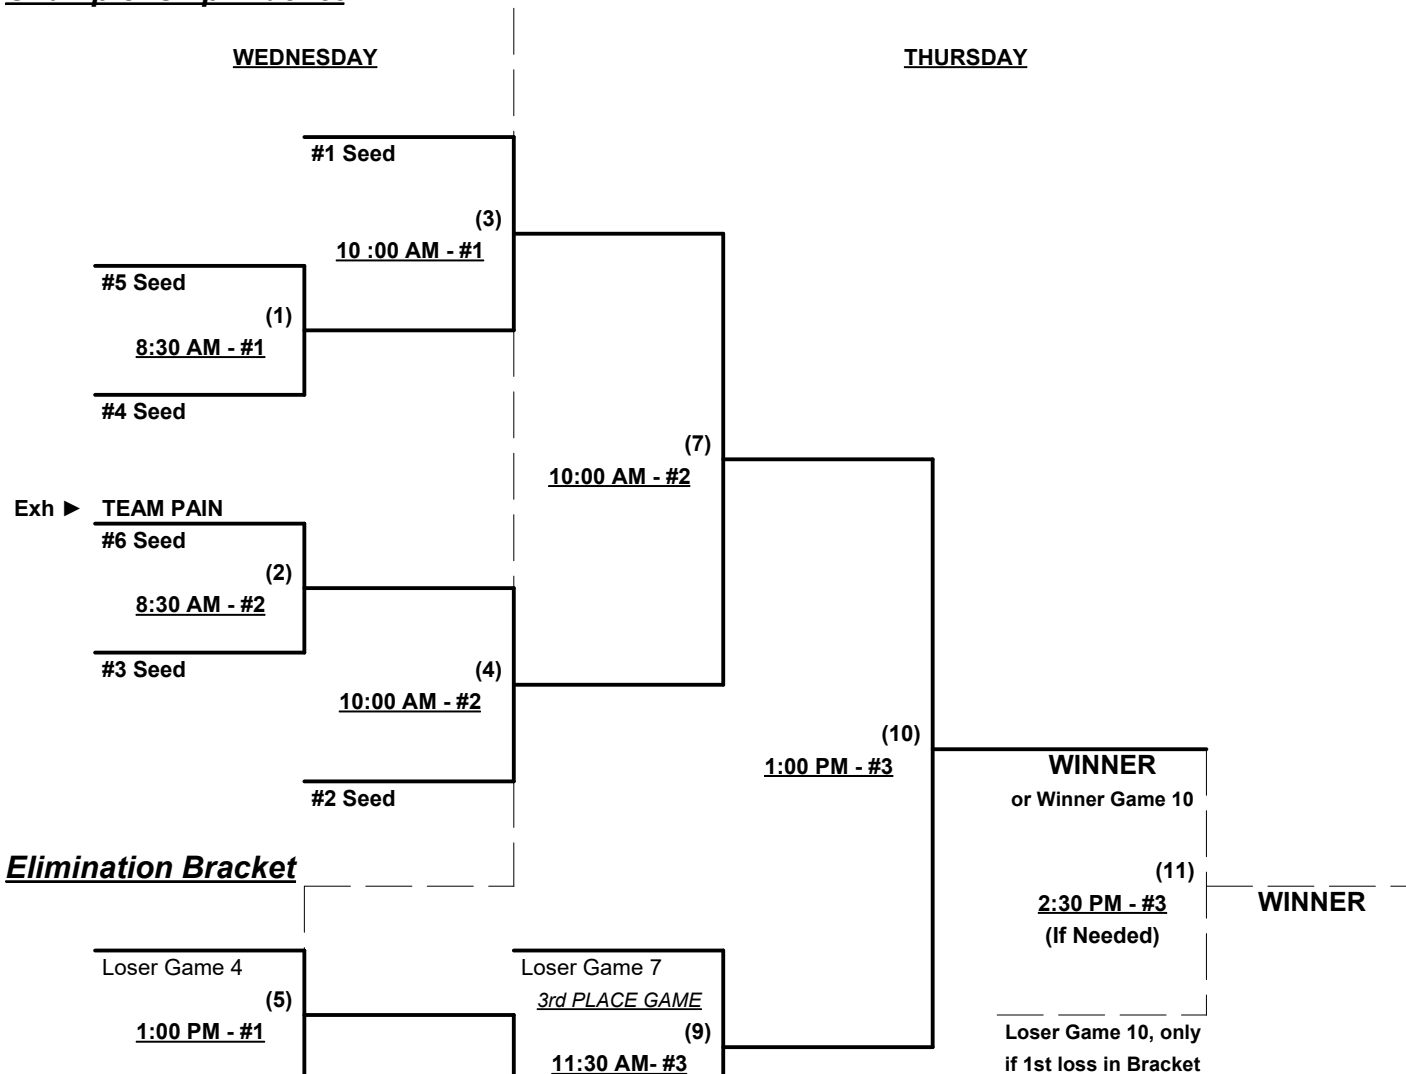 WEDNESDAY
THURSDAY
#1 Seed
(3)
10 :00 AM - #1
#5 Seed
(1)
8:30 AM - #1
#4 Seed
(7)
10:00 AM - #2
Exh ► TEAM PAIN
#6 Seed
(2)
8:30 AM - #2
#3 Seed
(4)
10:00 AM - #2
(10)
1:00 PM - #3
WINNER
or Winner Game 10
#2 Seed
Elimination Bracket
(11)
2:30 PM - #3
(If Needed)
WINNER
Loser Game 4
(5)
1:00 PM - #1
Loser Game 7
3rd PLACE GAME
(9)
11:30 AM- #3
Loser Game 10, only
if 1st loss in Bracket